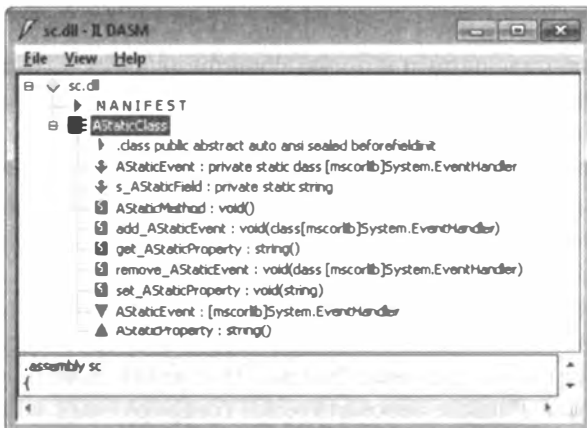 sc.dll - IL DASM
File View Help
sc.dll
MANIFEST
AStaticClass
.class public abstract auto ansi sealed beforefieldinit
AStaticEvent : private static class [mscorlib]System.EventHandler
s_AStaticField : private static string
AStaticMethod : void()
add_AStaticEvent : void(class[mscorlib]System.EventHandler)
get_AStaticProperty : string()
remove_AStaticEvent : void(class [mscorlib]System.EventHandler)
set_AStaticProperty : void(string)
AStaticEvent : [mscorlib]System.EventHandler
AStaticProperty : string()
.assembly sc
{